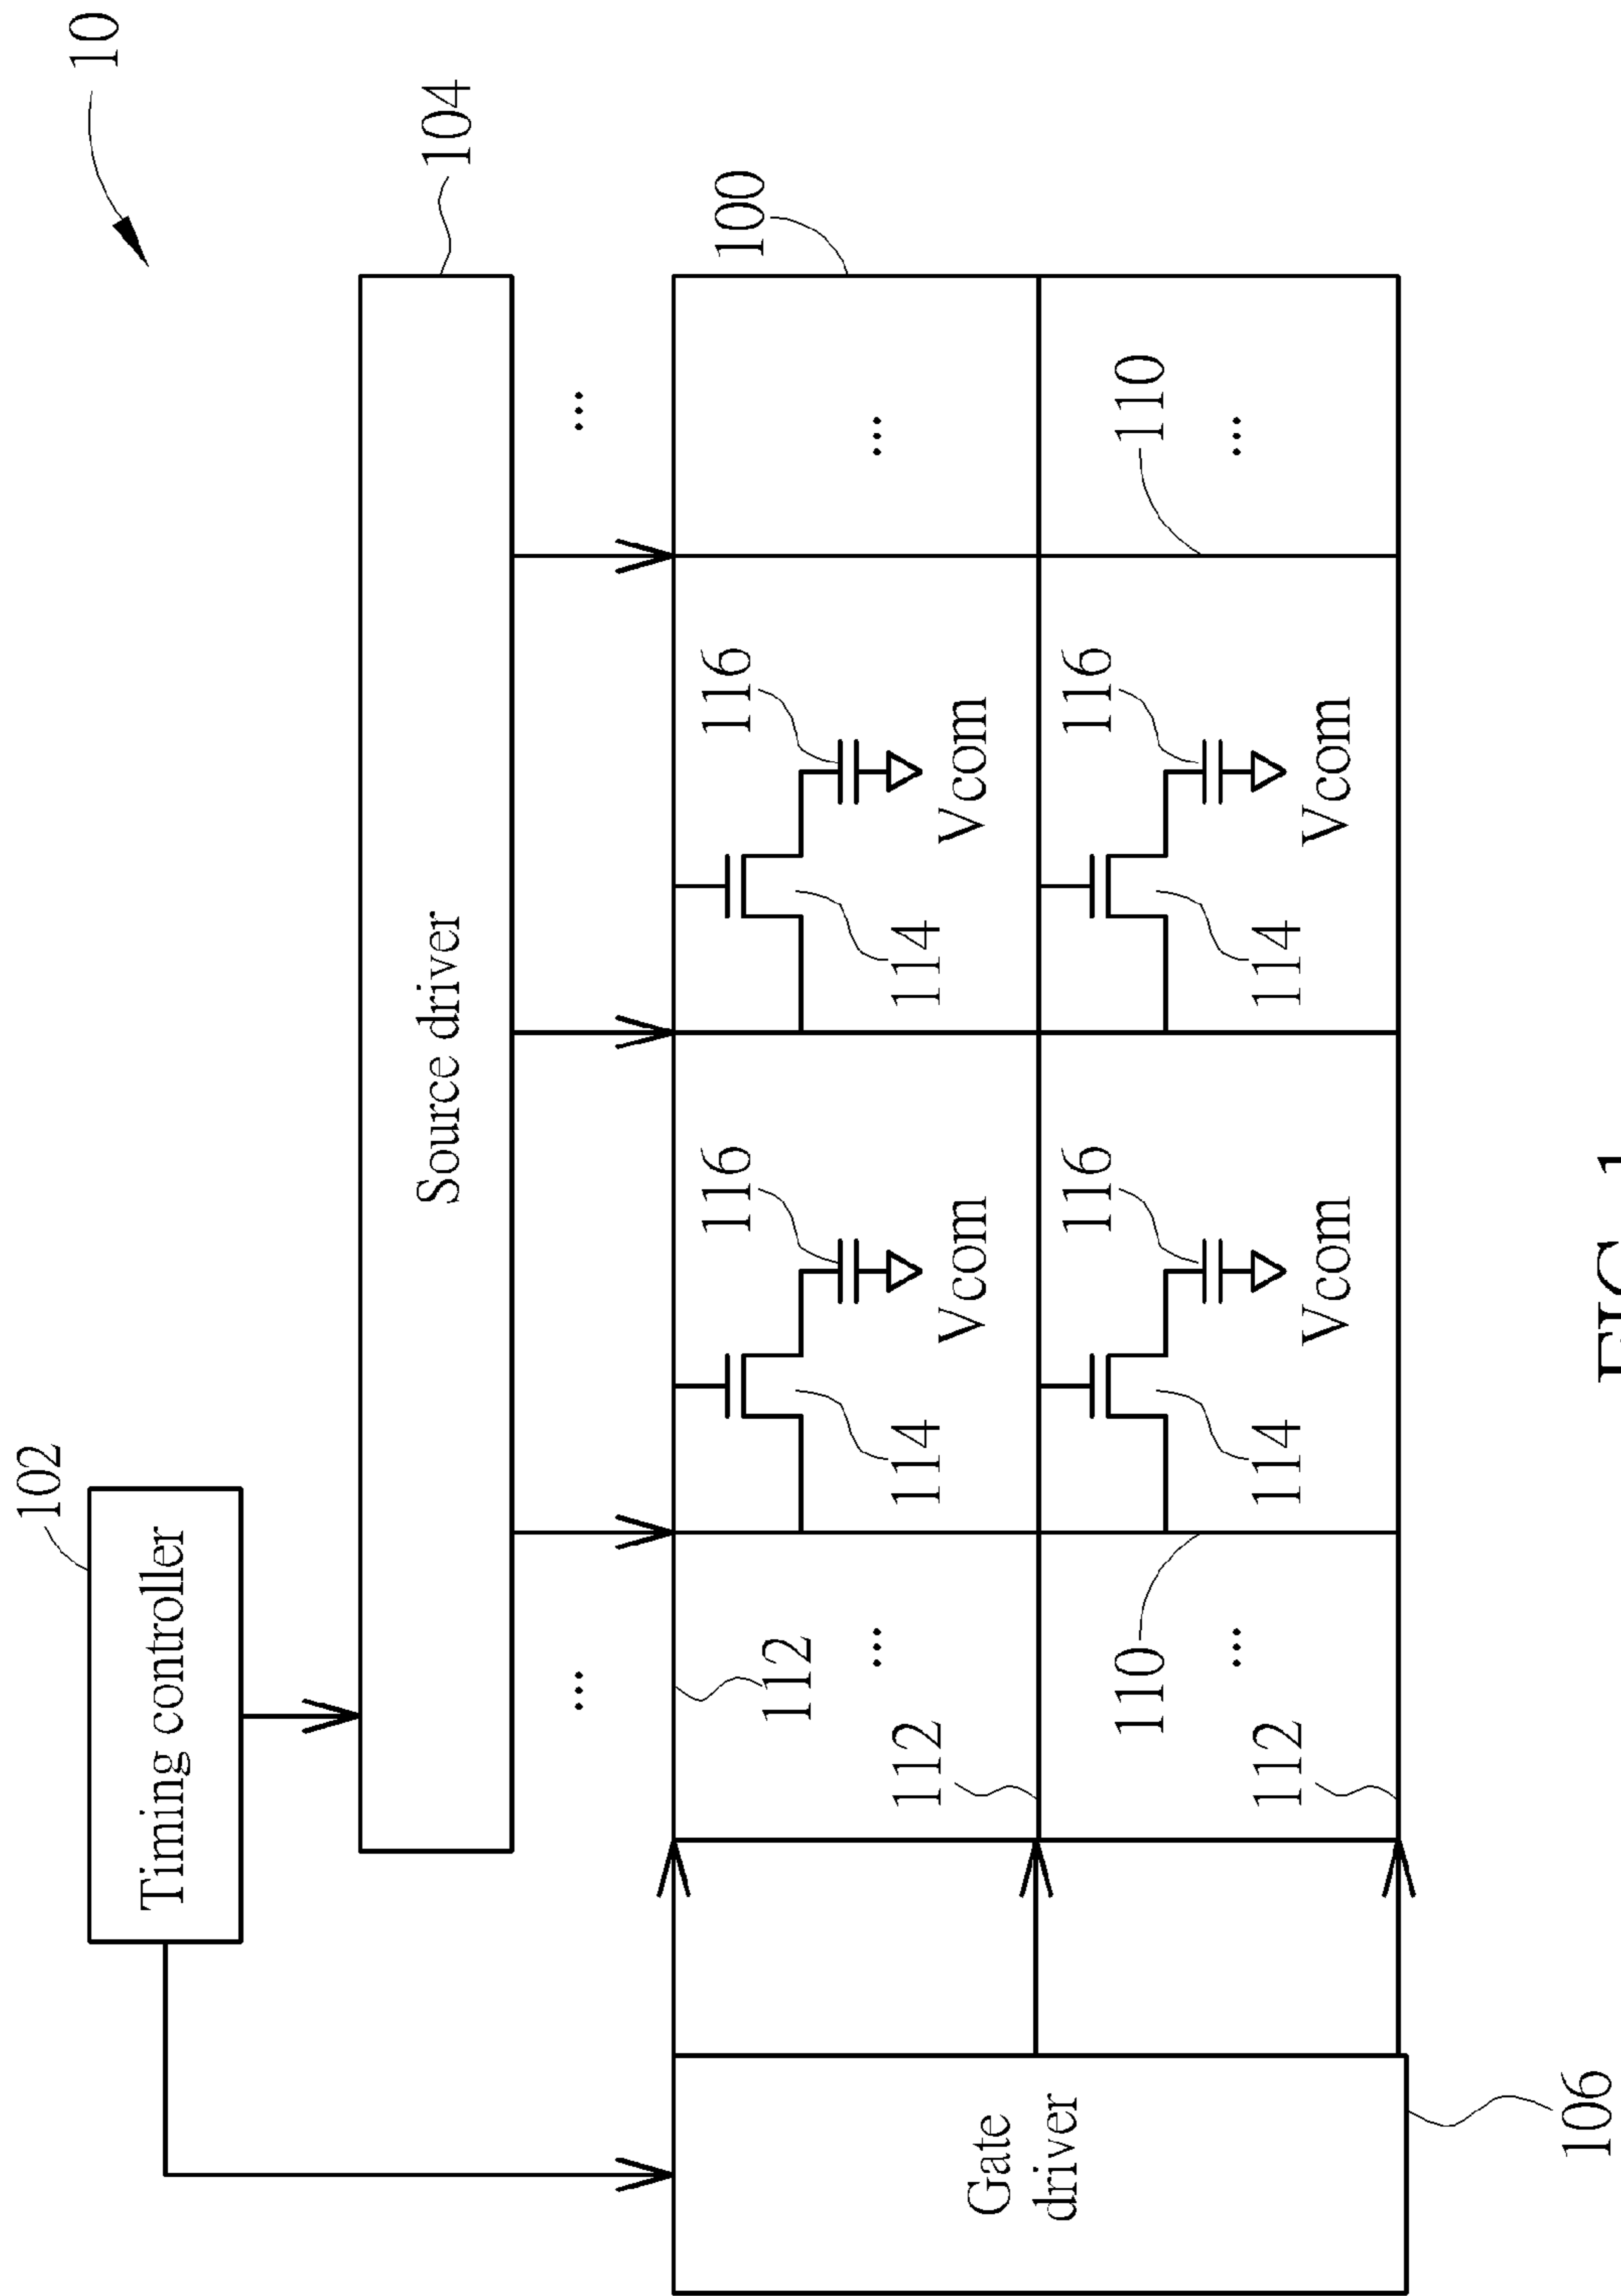 102
10
Timing controller
104
Source driver
... ...
116 116 100
112
... ...
112 114 114
Vcom Vcom
Gate
driver
116 116
110 110
... ...
112 114 114
Vcom Vcom
106
FIG. 1